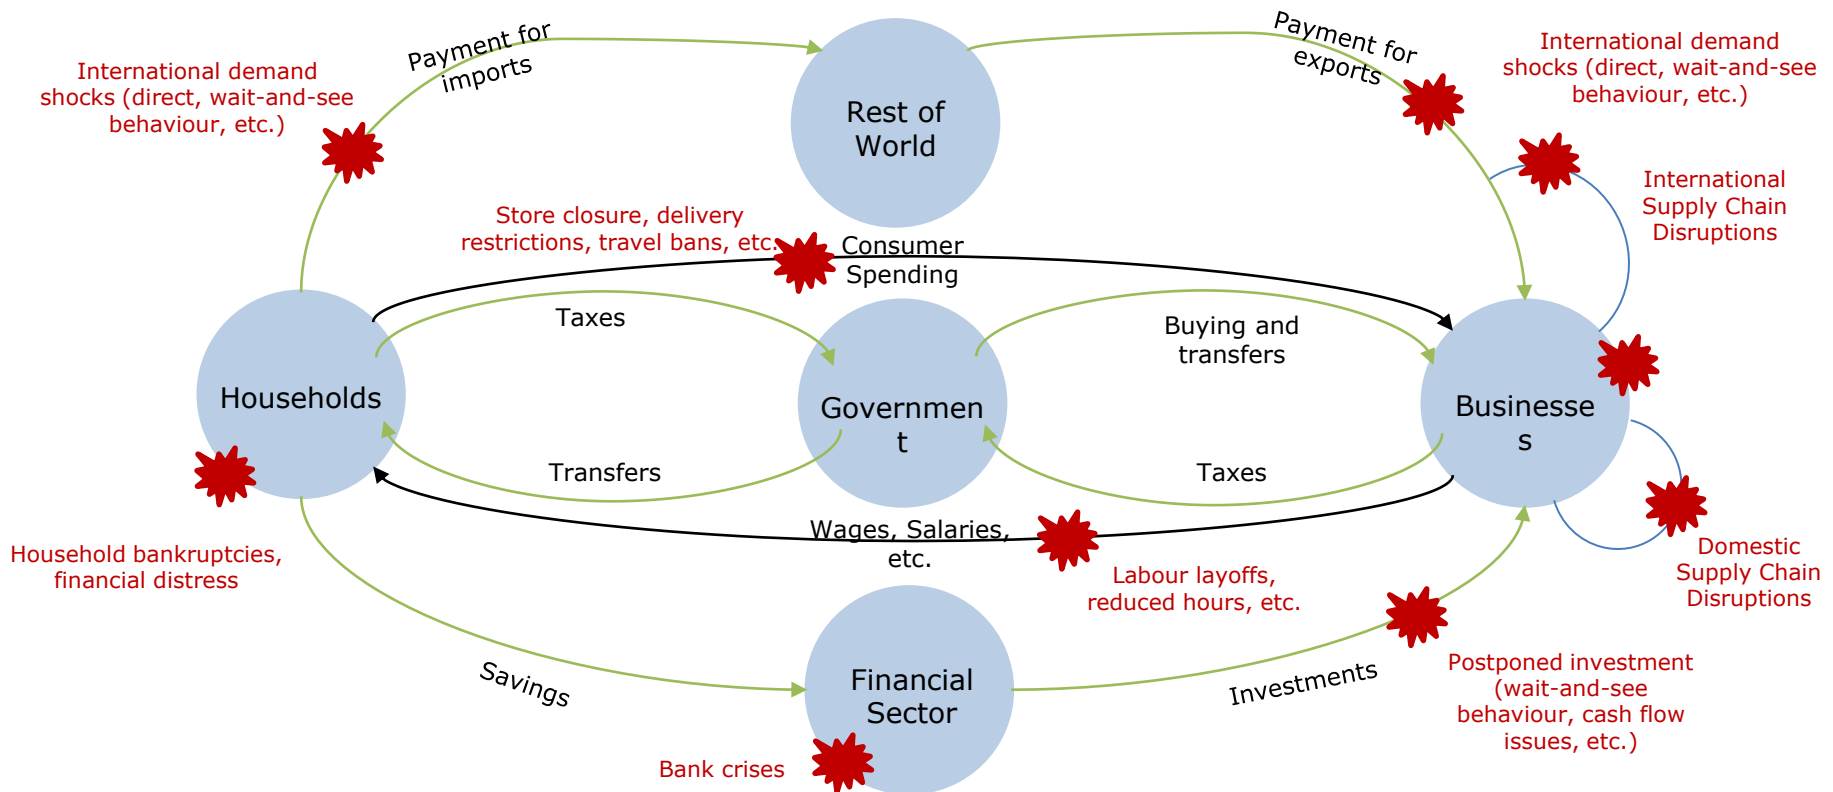 Payment for
imports
International demand
shocks (direct, wait-and-see
behaviour, etc.)
Rest of
World
Payment for
exports
International demand
shocks (direct, wait-and-see
behaviour, etc.)
International
Supply Chain
Disruptions
Store closure, delivery
restrictions, travel bans, etc.
Consumer
Spending
Taxes
Buying and
transfers
Households
Governmen
t
Businesse
s
Transfers
Taxes
Wages, Salaries,
etc.
Household bankruptcies,
financial distress
Labour layoffs,
reduced hours, etc.
Domestic
Supply Chain
Disruptions
Savings
Financial
Sector
Investments
Postponed investment
(wait-and-see
behaviour, cash flow
issues, etc.)
Bank crises